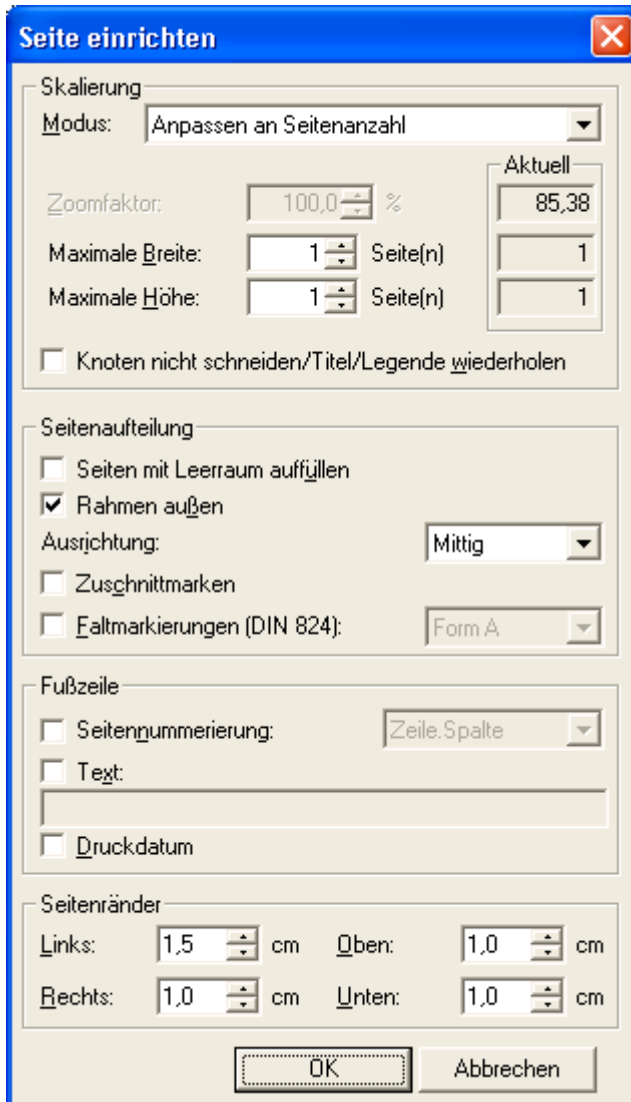 Seite einrichten
Skalierung
Modus: Anpassen an Seitenanzahl
Aktuell
Zoomfaktor: 100,0 % 85,38
Maximale Breite: 1 Seite(n) 1
Maximale Höhe: 1 Seite(n) 1
Knoten nicht schneiden/Titel/Legende wiederholen
Seitenaufteilung
Seiten mit Leerraum auffüllen
Rahmen außen
Ausrichtung: Mittig
Zuschnittmarken
Faltmarkierungen (DIN 824): Form A
Fußzeile
Seitennummerierung: Zeile.Spalte
Text:
Druckdatum
Seitenränder
Links: 1,5 cm Oben: 1,0 cm
Rechts: 1,0 cm Unten: 1,0 cm
OK Abbrechen